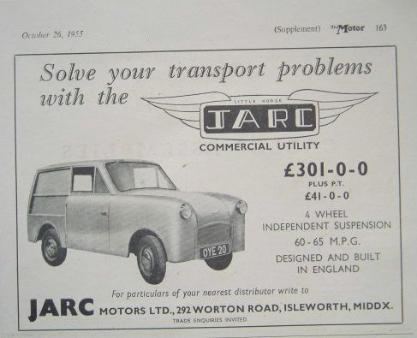 October 26, 1955 (Supplement) The Motor 163
Solve your transport problems
with the
LITTLE HORSE
JARC
COMMERCIAL UTILITY
£301-0-0
PLUS P.T.
£41-0-0
4 WHEEL
INDEPENDENT SUSPENSION
60-65 M.P.G.
DESIGNED AND BUILT
IN ENGLAND
OYE 20
For particulars of your nearest distributor write to
JARC MOTORS LTD., 292 WORTON ROAD, ISLEWORTH, MIDDX.
TRADE ENQUIRIES INVITED